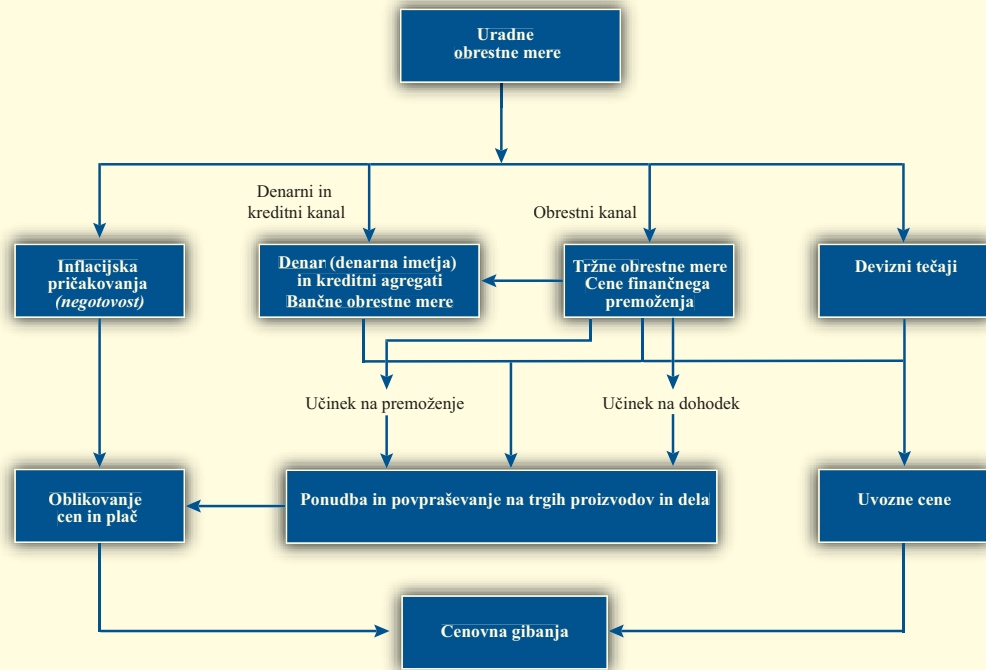 Uradne
obrestne mere
Denarni in
kreditni kanal
Obrestni kanal
Inflacijska
pričakovanja
(negotovost)
Denar (denarna imetja)
in kreditni agregati
Bančne obrestne mere
Tržne obrestne mere
Cene finančnega
premoženja
Devizni tečaji
Učinek na premoženje
Učinek na dohodek
Oblikovanje
cen in plač
Ponudba in povpraševanje na trgih proizvodov in dela
Uvozne cene
Cenovna gibanja